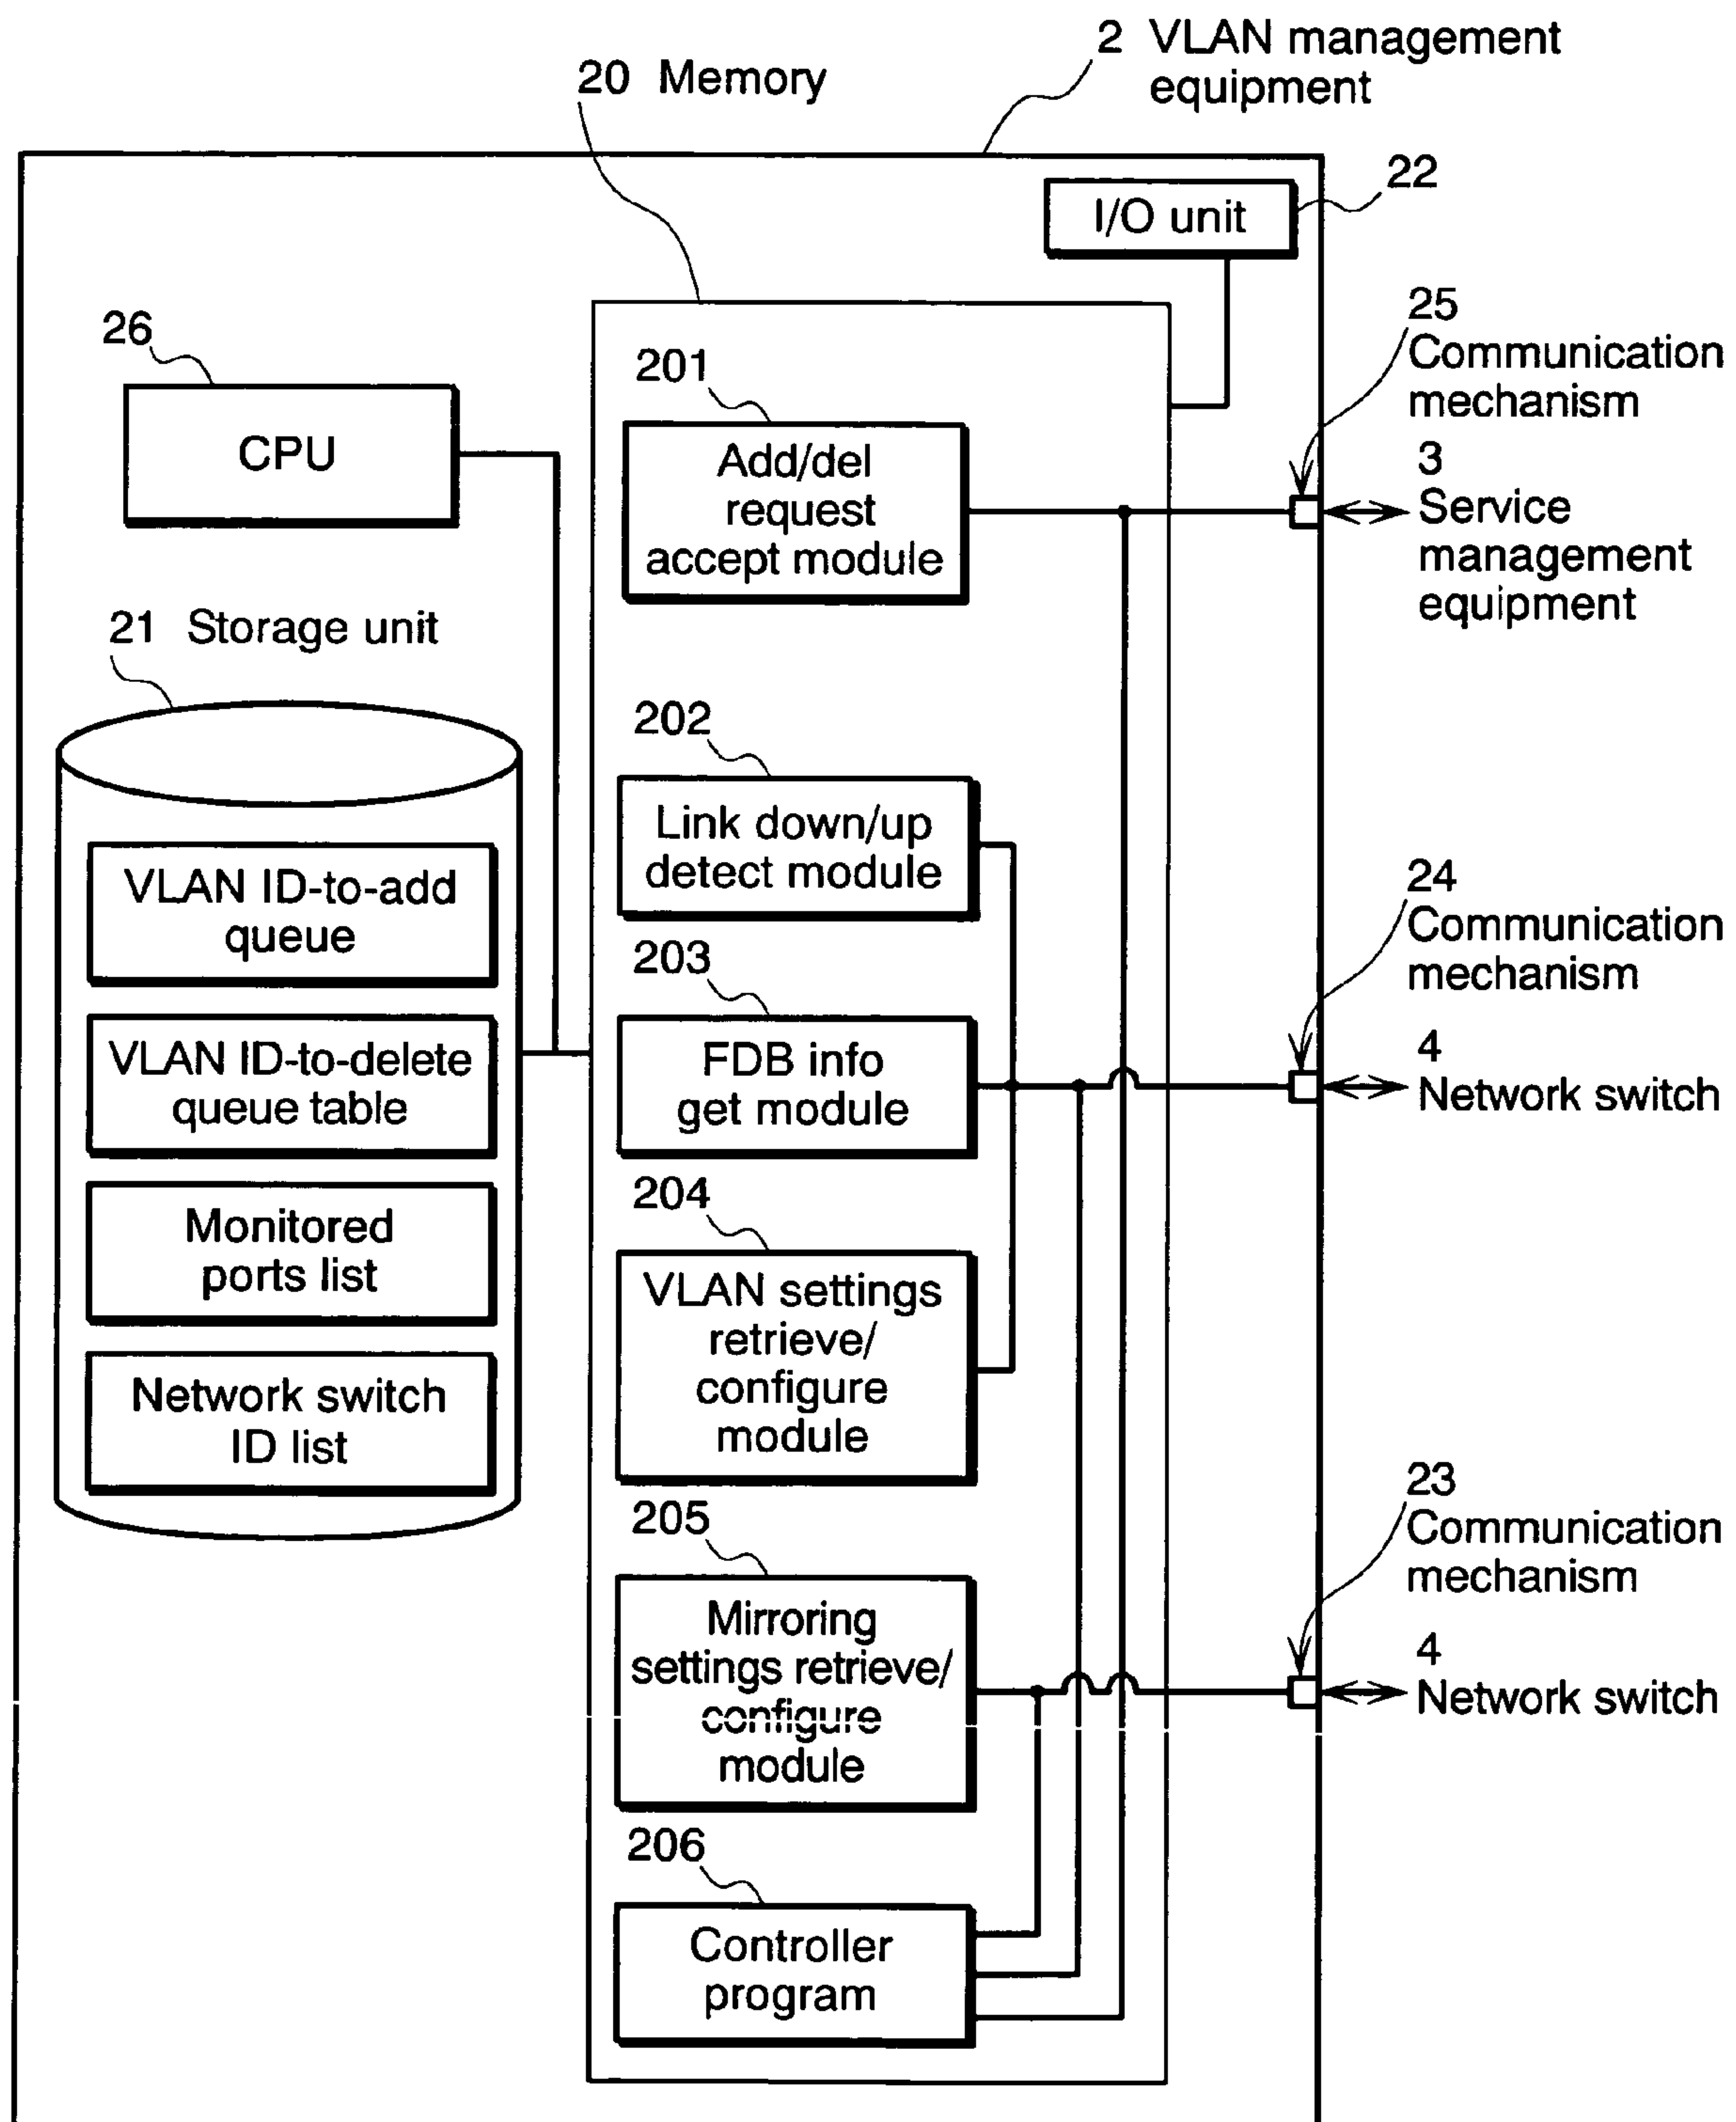 2 VLAN management
equipment
20 Memory
22
I/O unit
25
Communication
mechanism
26
CPU
201
Add/del
request
accept module
3
Service
management
equipment
21 Storage unit
202
Link down/up
detect module
VLAN ID-to-add
queue
24
Communication
mechanism
203
FDB info
get module
4
Network switch
VLAN ID-to-delete
queue table
204
VLAN settings
retrieve/
configure
module
Monitored
ports list
Network switch
ID list
23
Communication
mechanism
205
Mirroring
settings retrieve/
configure
module
4
Network switch
206
Controller
program